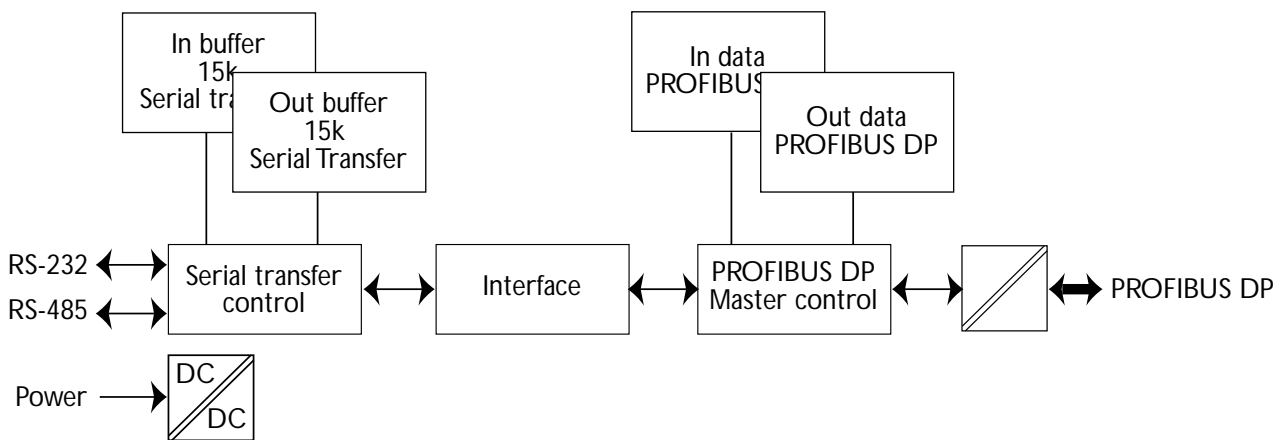 In buffer
15k
Serial tra
Out buffer
15k
Serial Transfer
In data
PROFIBUS
Out data
PROFIBUS DP
RS-232
RS-485
Serial transfer
control
Interface
PROFIBUS DP
Master control
PROFIBUS DP
Power
DC
DC